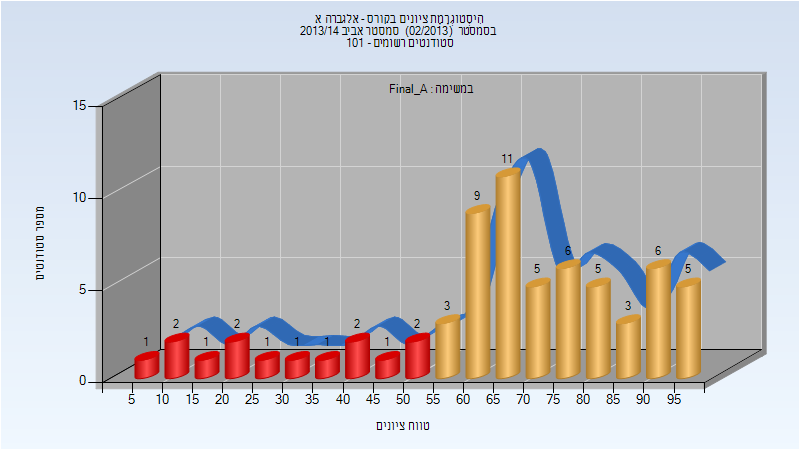 היסטוגרמת ציונים בקורס - אלגברה א
בסמסטר (02/2013) סמסטר אביב 2013/14
סטודנטים רשומים - 101
במשימה : Final_A
מספר סטודנטים
15
10
5
0
1 2 1 2 1 1 1 2 1 2 3 9 11 5 6 5 3 6 5
5 10 15 20 25 30 35 40 45 50 55 60 65 70 75 80 85 90 95
טווח ציונים